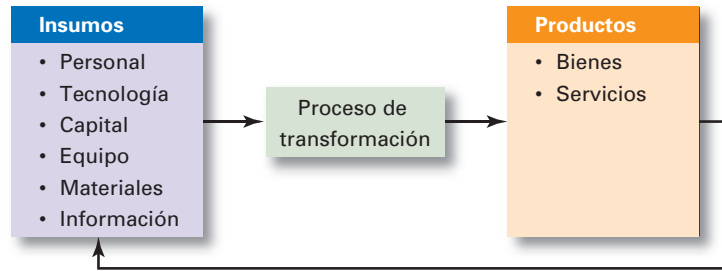 Insumos
• Personal
• Tecnología
• Capital
• Equipo
• Materiales
• Información
Proceso de
transformación
Productos
• Bienes
• Servicios